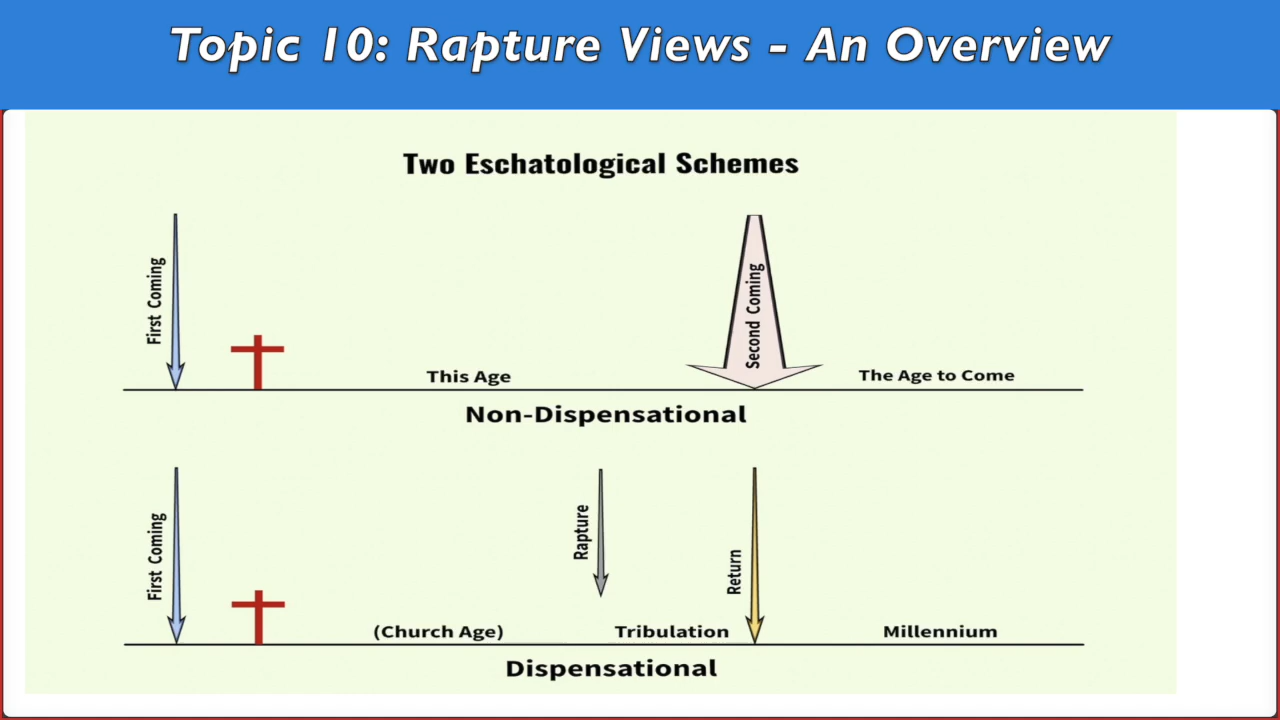 Topic 10: Rapture Views - An Overview
Two Eschatological Schemes
First Coming
Second Coming
This Age
The Age to Come
Non-Dispensational
First Coming
Rapture
Return
(Church Age)
Tribulation
Millennium
Dispensational